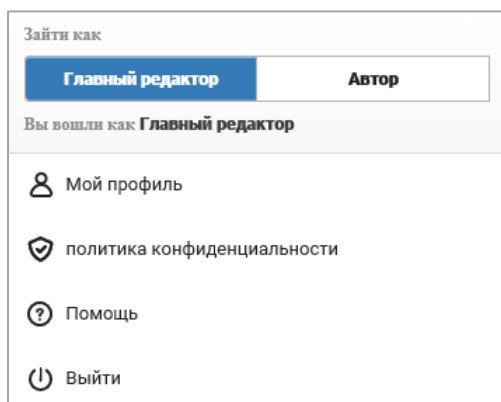 Зайти как
Главный редактор Автор
Вы вошли как Главный редактор
Мой профиль
политика конфиденциальности
Помощь
Выйти